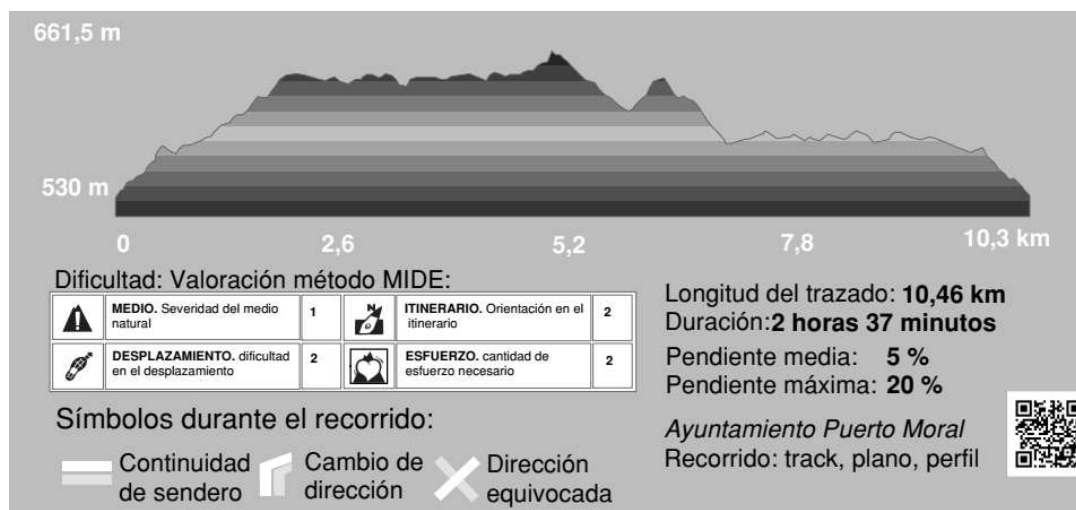 661,5 m
530 m
0
2,6
5,2
7,8
10,3 km
Dificultad: Valoración método MIDE:
MEDIO. Severidad del medio
natural
1
N
ITINERARIO. Orientación en el
itinerario
2
DESPLAZAMIENTO. dificultad
en el desplazamiento
2
ESFUERZO. cantidad de
esfuerzo necesario
2
Longitud del trazado: 10,46 km
Duración:2 horas 37 minutos
Pendiente media: 5 %
Pendiente máxima: 20 %
Símbolos durante el recorrido:
Continuidad
de sendero
Cambio de
dirección
Dirección
equivocada
Ayuntamiento Puerto Moral
Recorrido: track, plano, perfil